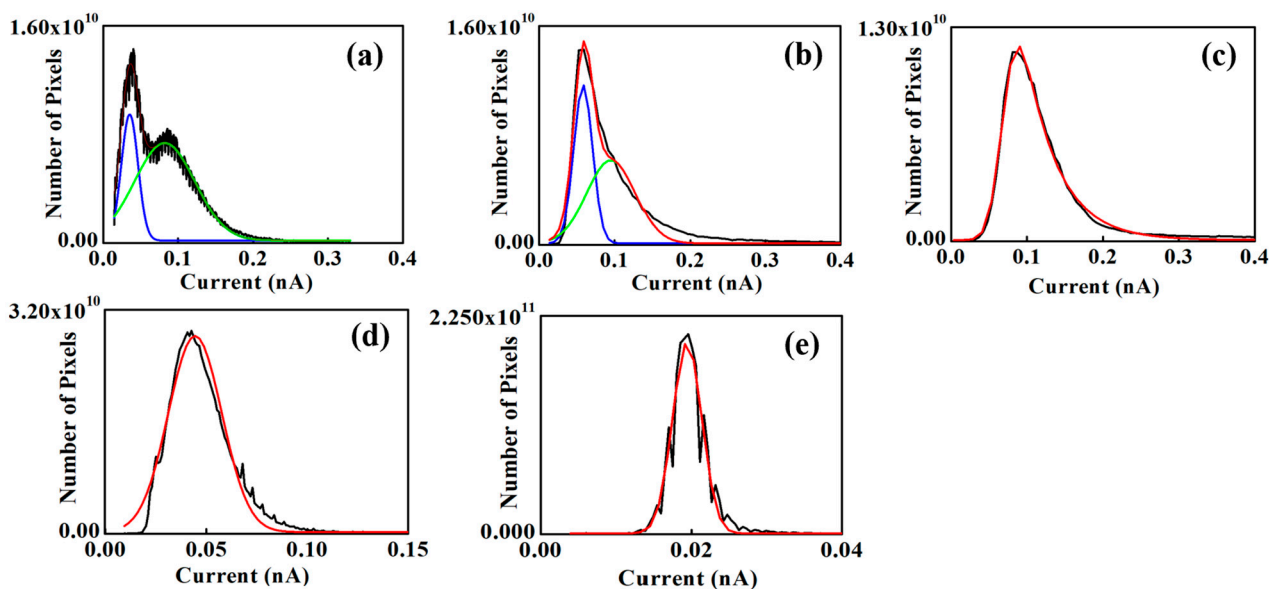 1.60x10^10
Number of Pixels
0.00
0.0 0.1 0.2 0.3 0.4
Current (nA)
(a)
1.60x10^10
Number of Pixels
0.00
0.0 0.1 0.2 0.3 0.4
Current (nA)
(b)
1.30x10^10
Number of Pixels
0.00
0.0 0.1 0.2 0.3 0.4
Current (nA)
(c)
3.20x10^10
Number of Pixels
0.00
0.00 0.05 0.10 0.15
Current (nA)
(d)
2.250x10^11
Number of Pixels
0.000
0.00 0.02 0.04
Current (nA)
(e)